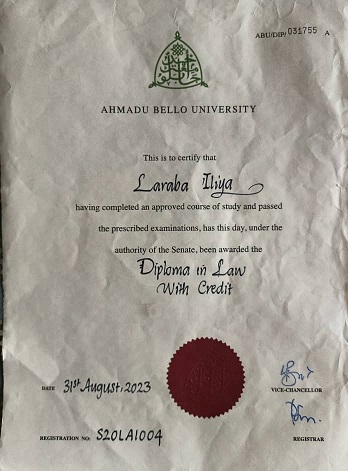 ABU/DIP/ 031755 A
AHMADU BELLO UNIVERSITY
This is to certify that
Laraba Iliya
having completed an approved course of study and passed
the prescribed examinations, has this day, under the
authority of the Senate, been awarded the
Diploma in Law
With Credit
DATE 31st August, 2023
VICE-CHANCELLOR
REGISTRATION NO: S20LA1004
REGISTRAR